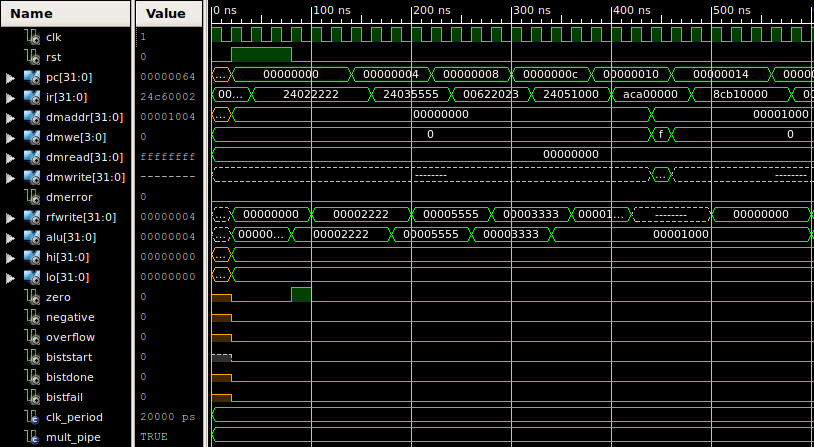 Name Value 0 ns 100 ns 200 ns 300 ns 400 ns 500 ns
clk 1
rst 0
pc[31:0] 00000064 ... 00000000 00000004 00000008 0000000c 00000010 00000014 00000
ir[31:0] 24c60002 00... 24022222 24035555 00622023 24051000 aca00000 8cb10000 00
dmaddr[31:0] 00001004 ... 00000000 00001000
dmwe[3:0] 0 0 f 0
dmread[31:0] ffffffff 00000000
dmwrite[31:0] -------- -------- ... --------
dmerror 0
rfwrite[31:0] 00000004 ... 00000000 00002222 00005555 00003333 00001... -------- 00000000
alu[31:0] 00000004 ... 00000... 00002222 00005555 00003333 00001000
hi[31:0] 00000000 ...
lo[31:0] 00000000 ...
zero 0
negative 0
overflow 0
biststart 0
bistdone 0
bistfail 0
clk_period 20000 ps
mult_pipe TRUE